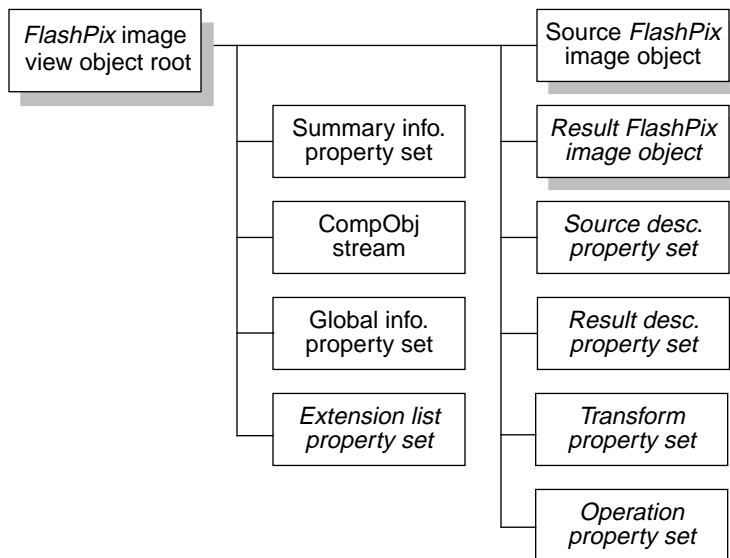 FlashPix image
view object root
Source FlashPix
image object
Summary info.
property set
Result FlashPix
image object
CompObj
stream
Source desc.
property set
Global info.
property set
Result desc.
property set
Extension list
property set
Transform
property set
Operation
property set